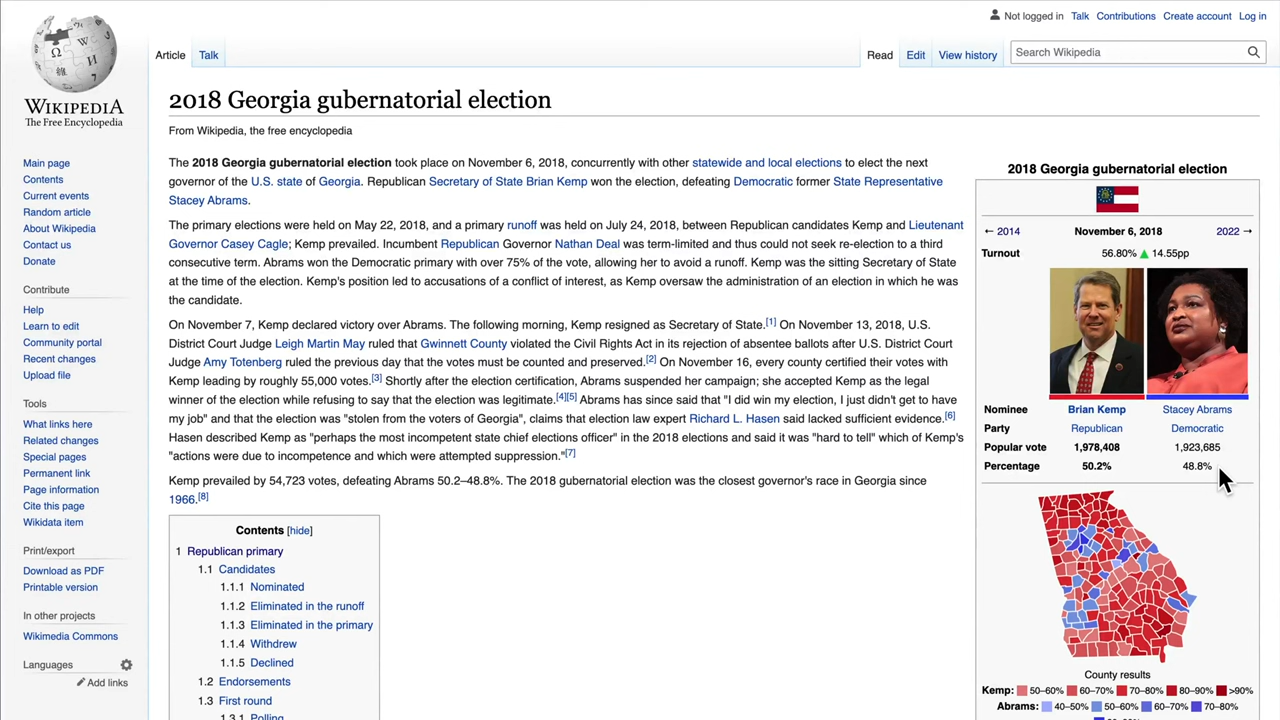 Not logged in Talk Contributions Create account Log in
Article Talk Read Edit View history Search Wikipedia
WIKIPEDIA
The Free Encyclopedia
Main page
Contents
Current events
Random article
About Wikipedia
Contact us
Donate
Contribute
Help
Learn to edit
Community portal
Recent changes
Upload file
Tools
What links here
Related changes
Special pages
Permanent link
Page information
Cite this page
Wikidata item
Print/export
Download as PDF
Printable version
In other projects
Wikimedia Commons
Languages
Add links
2018 Georgia gubernatorial election
From Wikipedia, the free encyclopedia
The 2018 Georgia gubernatorial election took place on November 6, 2018, concurrently with other statewide and local elections to elect the next
governor of the U.S. state of Georgia. Republican Secretary of State Brian Kemp won the election, defeating Democratic former State Representative
Stacey Abrams.
The primary elections were held on May 22, 2018, and a primary runoff was held on July 24, 2018, between Republican candidates Kemp and Lieutenant
Governor Casey Cagle; Kemp prevailed. Incumbent Republican Governor Nathan Deal was term-limited and thus could not seek re-election to a third
consecutive term. Abrams won the Democratic primary with over 75% of the vote, allowing her to avoid a runoff. Kemp was the sitting Secretary of State
at the time of the election. Kemp's position led to accusations of a conflict of interest, as Kemp oversaw the administration of an election in which he was
the candidate.
On November 7, Kemp declared victory over Abrams. The following morning, Kemp resigned as Secretary of State.[1] On November 13, 2018, U.S.
District Court Judge Leigh Martin May ruled that Gwinnett County violated the Civil Rights Act in its rejection of absentee ballots after U.S. District Court
Judge Amy Totenberg ruled the previous day that the votes must be counted and preserved.[2] On November 16, every county certified their votes with
Kemp leading by roughly 55,000 votes.[3] Shortly after the election certification, Abrams suspended her campaign; she accepted Kemp as the legal
winner of the election while refusing to say that the election was legitimate.[4][5] Abrams has since said that "I did win my election, I just didn't get to have
my job" and that the election was "stolen from the voters of Georgia", claims that election law expert Richard L. Hasen said lacked sufficient evidence.[6]
Hasen described Kemp as "perhaps the most incompetent state chief elections officer" in the 2018 elections and said it was "hard to tell" which of Kemp's
"actions were due to incompetence and which were attempted suppression."[7]
Kemp prevailed by 54,723 votes, defeating Abrams 50.2–48.8%. The 2018 gubernatorial election was the closest governor's race in Georgia since
1966.[8]
Contents [hide]
1 Republican primary
1.1 Candidates
1.1.1 Nominated
1.1.2 Eliminated in the runoff
1.1.3 Eliminated in the primary
1.1.4 Withdrew
1.1.5 Declined
1.2 Endorsements
1.3 First round
1.3.1 Polling
2018 Georgia gubernatorial election
← 2014 November 6, 2018 2022 →
Turnout 56.80% ▲ 14.55pp
Nominee Brian Kemp Stacey Abrams
Party Republican Democratic
Popular vote 1,978,408 1,923,685
Percentage 50.2% 48.8%
County results
Kemp: 50–60% 60–70% 70–80% 80–90% >90%
Abrams: 40–50% 50–60% 60–70% 70–80%